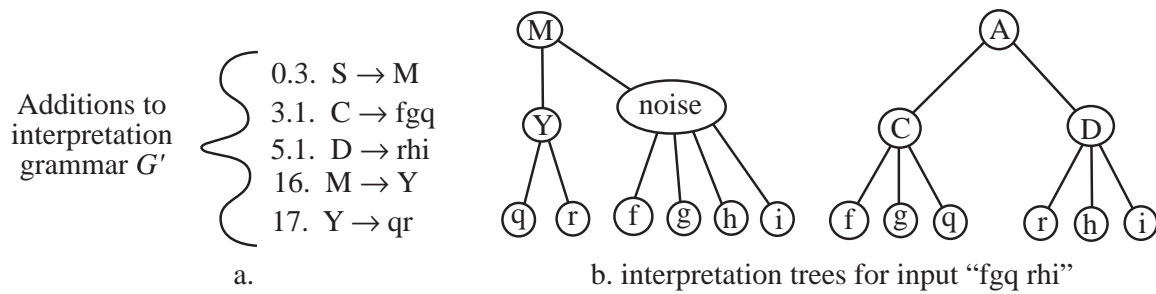 Additions to
interpretation
grammar G'
0.3. S → M
3.1. C → fgq
5.1. D → rhi
16. M → Y
17. Y → qr
a.
M
noise
Y
q r f g h i
A
C D
f g q r h i
b. interpretation trees for input “fgq rhi”